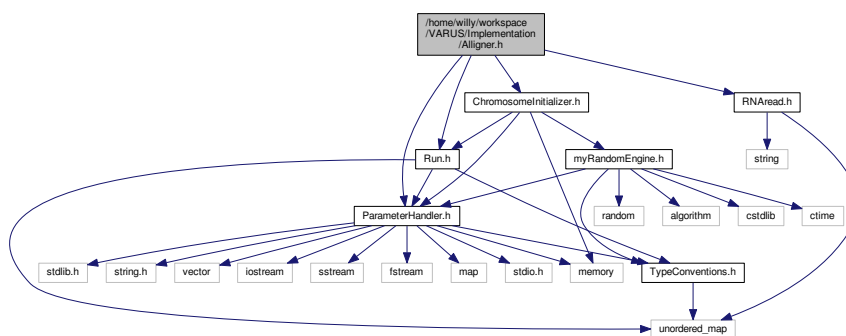 /home/willy/workspace
/VARUS/Implementation
/Alligner.h
ChromosomeInitializer.h
RNAread.h
Run.h
myRandomEngine.h
string
ParameterHandler.h
random
algorithm
cstdlib
ctime
stdlib.h
string.h
vector
iostream
sstream
fstream
map
stdio.h
memory
TypeConventions.h
unordered_map